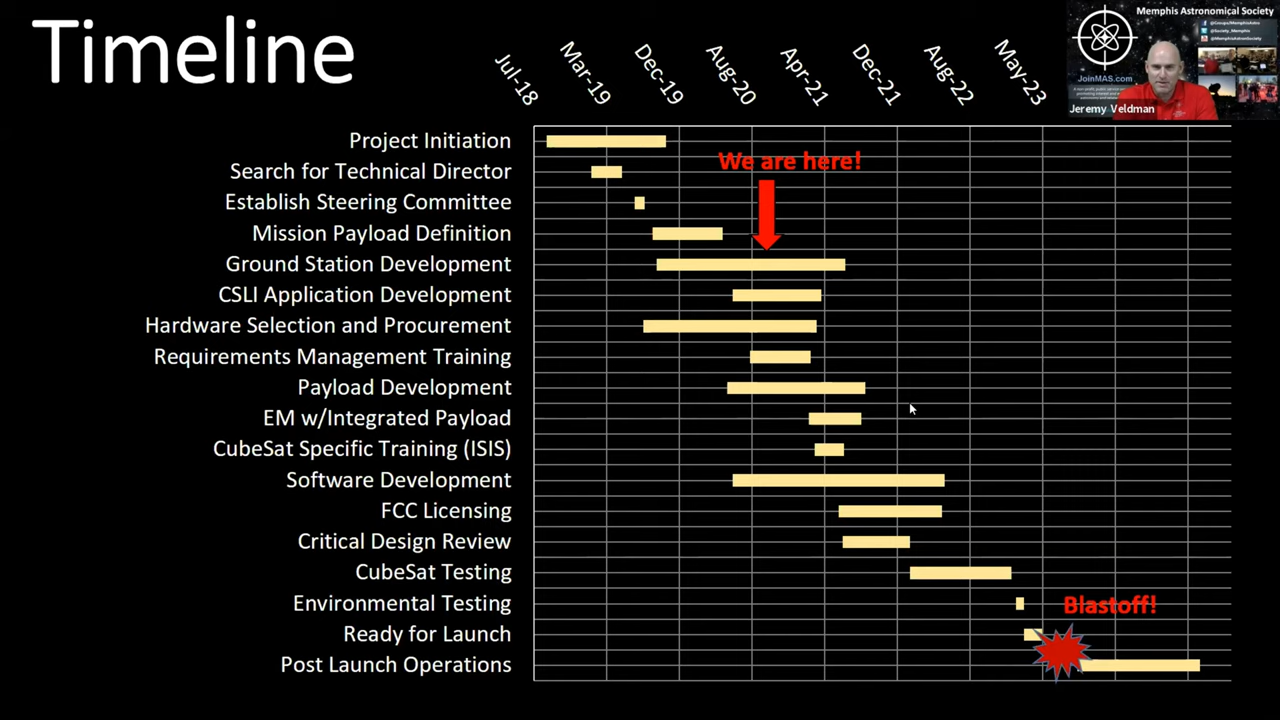 Timeline
Memphis Astronomical Society
@Society_Memphis
JoinMAS.com
Jeremy Veldman
Jul-18
Mar-19
Dec-19
Aug-20
Apr-21
Dec-21
Aug-22
May-23
Project Initiation
We are here!
Search for Technical Director
Establish Steering Committee
Mission Payload Definition
Ground Station Development
CSLI Application Development
Hardware Selection and Procurement
Requirements Management Training
Payload Development
EM w/Integrated Payload
CubeSat Specific Training (ISIS)
Software Development
FCC Licensing
Critical Design Review
CubeSat Testing
Environmental Testing
Blastoff!
Ready for Launch
Post Launch Operations